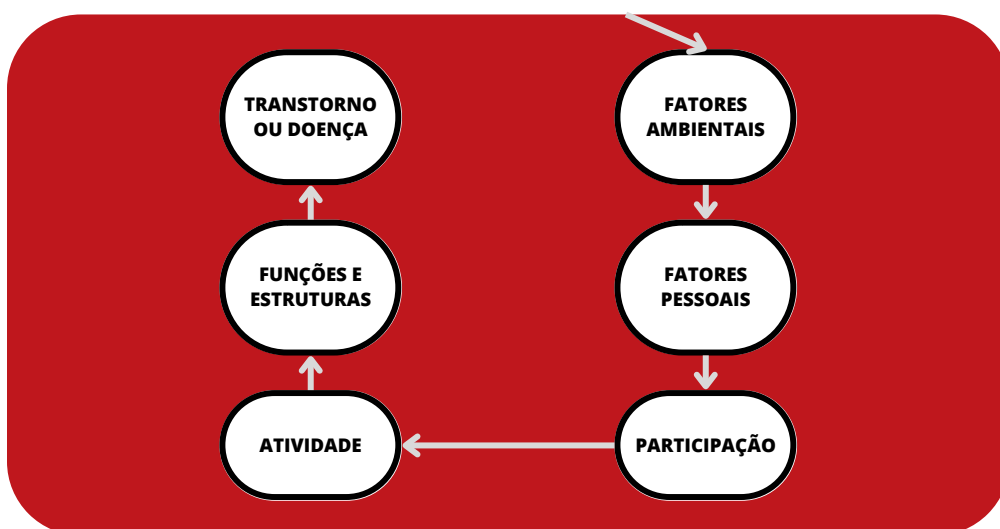 TRANSTORNO
OU DOENÇA
FATORES
AMBIENTAIS
FUNÇÕES E
ESTRUTURAS
FATORES
PESSOAIS
ATIVIDADE
PARTICIPAÇÃO